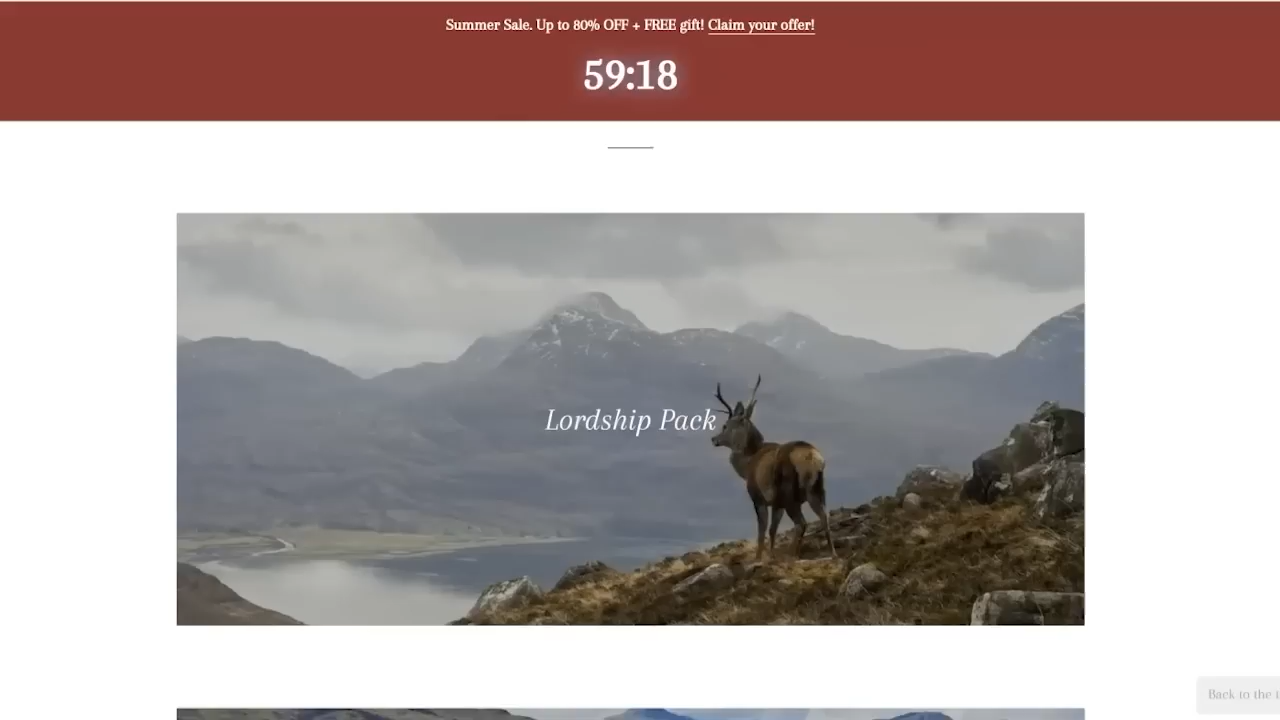 Summer Sale. Up to 80% OFF + FREE gift! Claim your offer!
59:18
Lordship Pack
Back to the